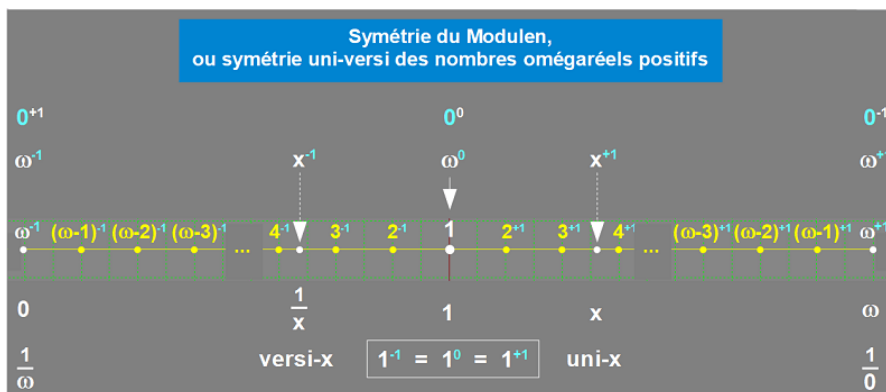 Symétrie du Modulen,
ou symétrie uni-versi des nombres omégaréels positifs
0⁺¹ 0⁰ 0⁻¹
ω⁻¹ x⁻¹ ω⁰ x⁺¹ ω⁺¹
ω⁻¹ (ω-1)⁻¹ (ω-2)⁻¹ (ω-3)⁻¹ ... 4⁻¹ 3⁻¹ 2⁻¹ 1 2⁺¹ 3⁺¹ 4⁺¹ ... (ω-3)⁺¹ (ω-2)⁺¹ (ω-1)⁺¹ ω⁺¹
0 1/x 1 x ω
1/ω versi-x 1⁻¹ = 1⁰ = 1⁺¹ uni-x 1/0